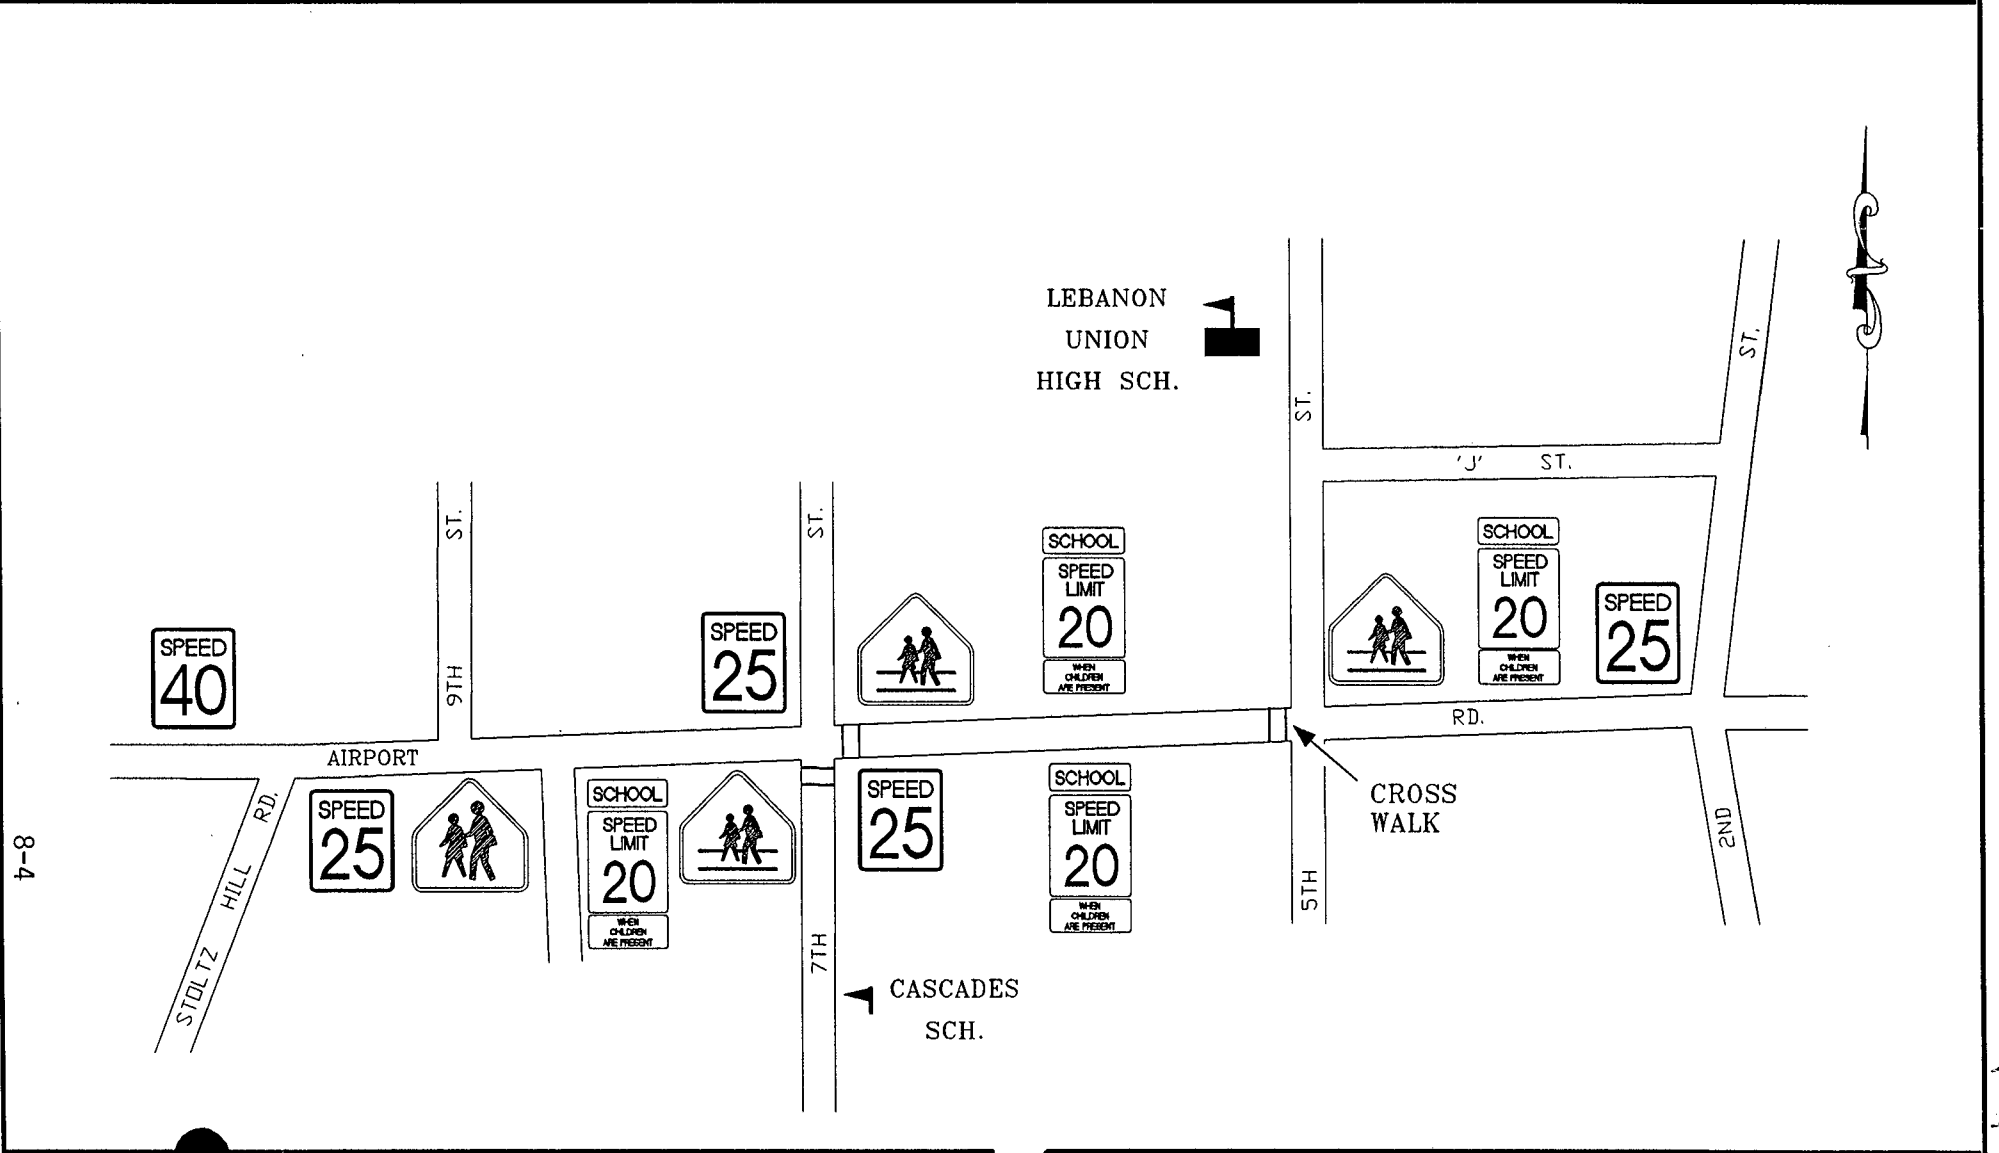 LEBANON
UNION
HIGH SCH.
ST.
ST.
'J' ST.
ST.
ST.
SCHOOL
SPEED
LIMIT
20
WHEN
CHILDREN
ARE PRESENT
SCHOOL
SPEED
LIMIT
20
WHEN
CHILDREN
ARE PRESENT
SPEED
25
SPEED
40
9TH
SPEED
25
RD.
AIRPORT
SPEED
25
RD.
HILL
STOLTZ
SCHOOL
SPEED
LIMIT
20
WHEN
CHILDREN
ARE PRESENT
SPEED
25
SCHOOL
SPEED
LIMIT
20
WHEN
CHILDREN
ARE PRESENT
CROSS
WALK
2ND
5TH
7TH
CASCADES
SCH.
8-4